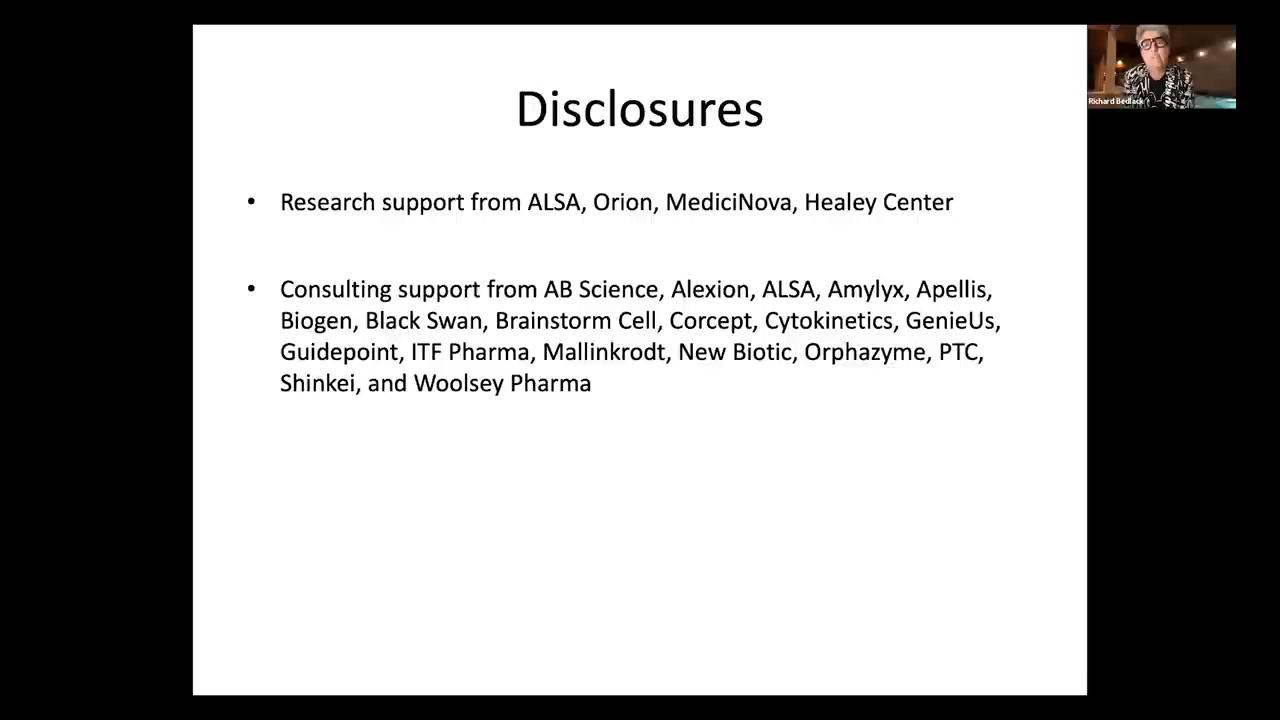 Disclosures
• Research support from ALSA, Orion, MediciNova, Healey Center
• Consulting support from AB Science, Alexion, ALSA, Amylyx, Apellis,
Biogen, Black Swan, Brainstorm Cell, Corcept, Cytokinetics, GenieUs,
Guidepoint, ITF Pharma, Mallinkrodt, New Biotic, Orphazyme, PTC,
Shinkei, and Woolsey Pharma
Richard Bedlack